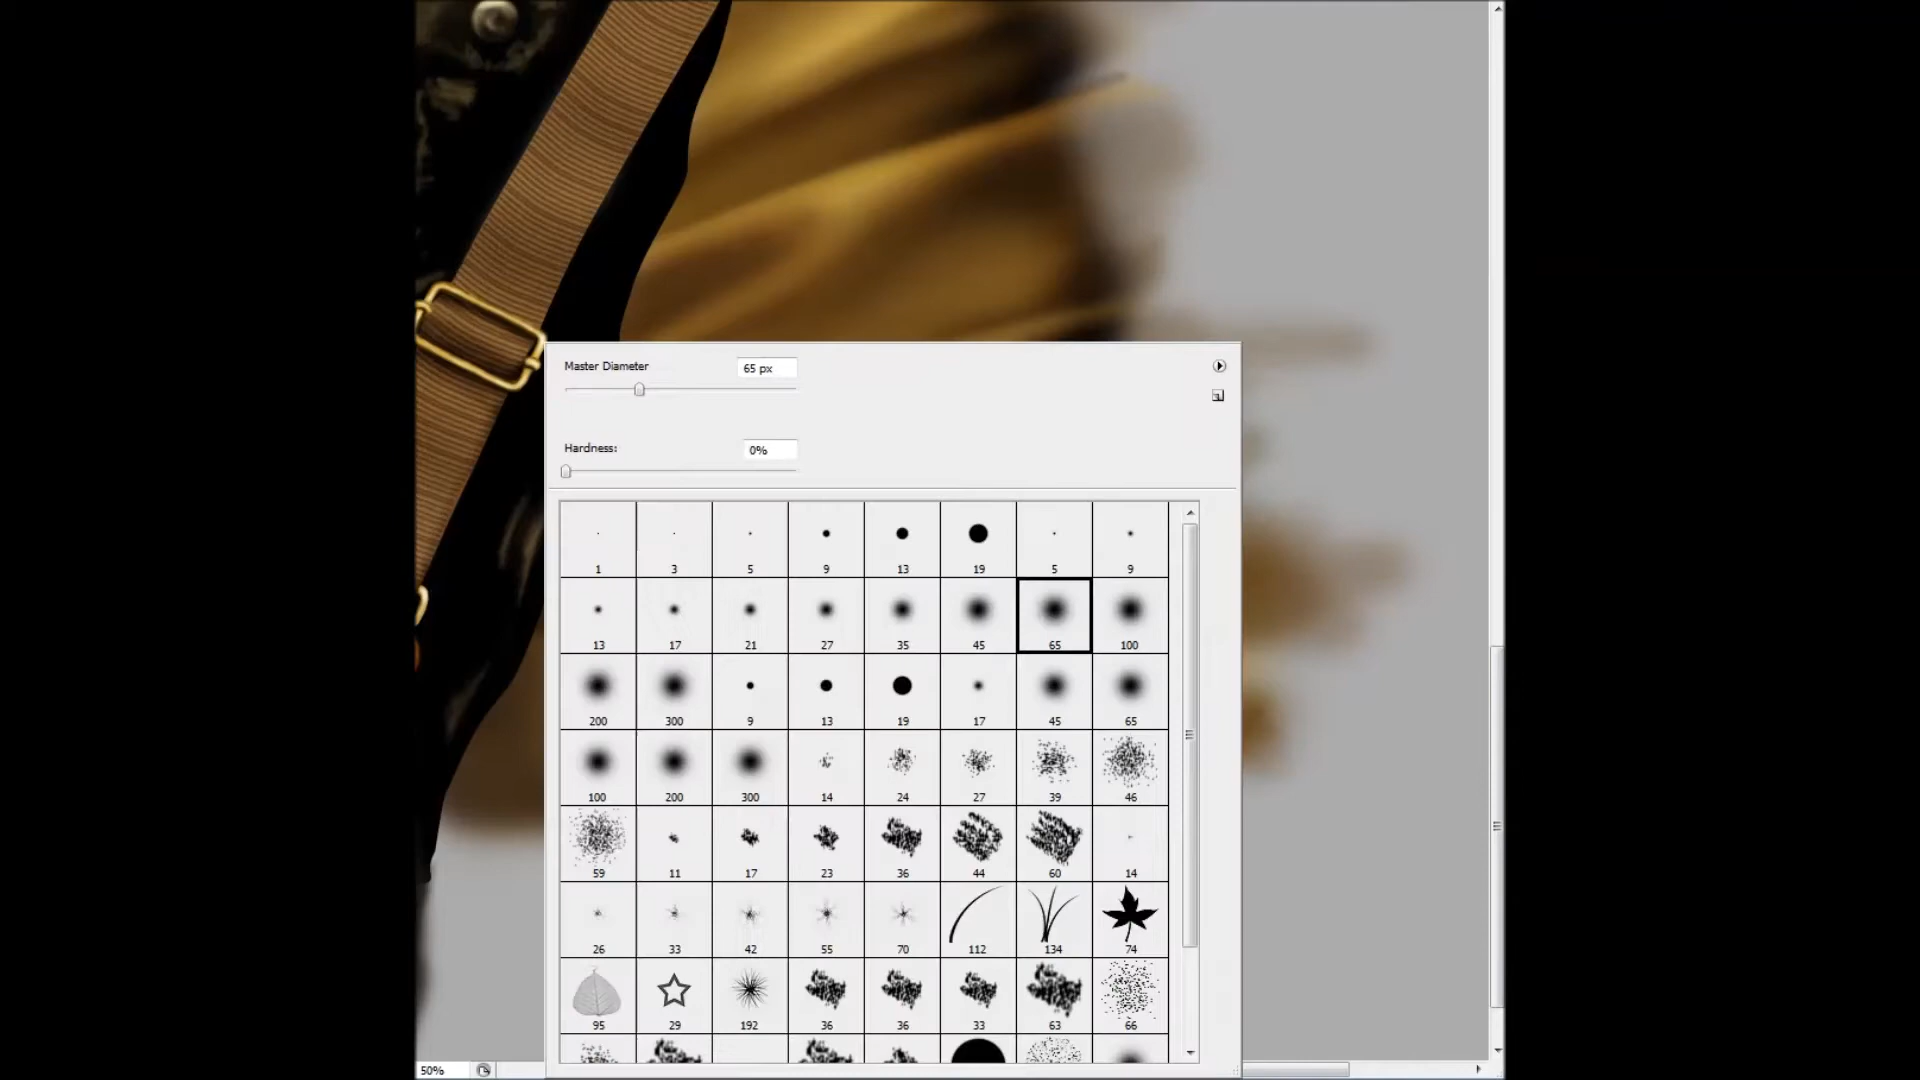 Master Diameter 65 px
Hardness: 0%
1 3 5 9 13 19 5 9
13 17 21 27 35 45 65 100
200 300 9 13 19 17 45 65
100 200 300 14 24 27 39 46
59 11 17 23 36 44 60 14
26 33 42 55 70 112 134 74
95 29 192 36 36 33 63 66
50%